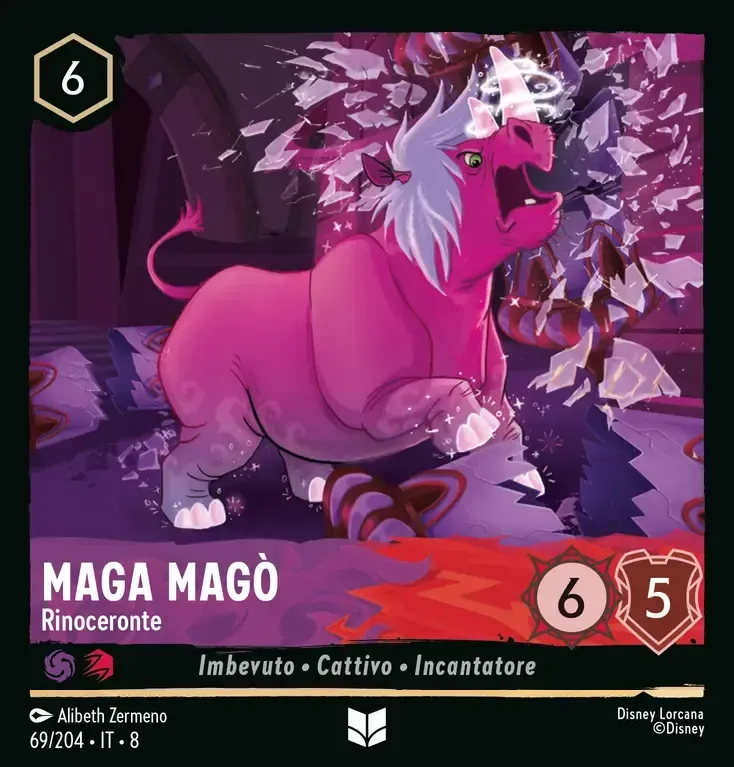 6
MAGA MAGÒ
Rinoceronte
6
5
Imbevuto • Cattivo • Incantatore
Alibeth Zermeno
69/204 • IT • 8
Disney Lorcana
©Disney